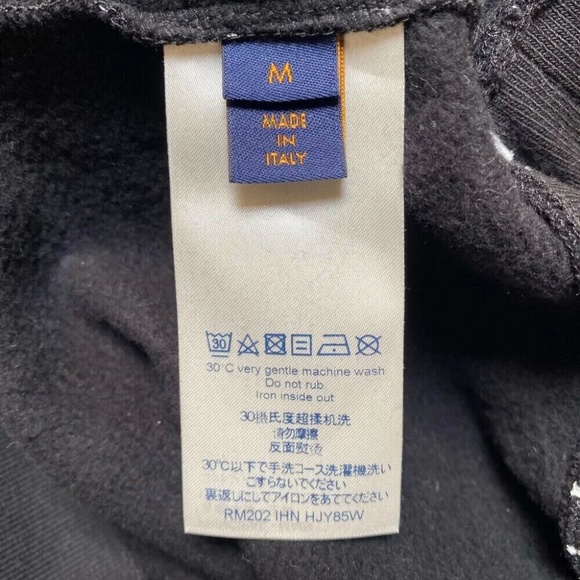 M
MADE
IN
ITALY
30
30°C very gentle machine wash
Do not rub
Iron inside out
30摄氏度超揉机洗
请勿摩擦
反面熨烫
30℃以下で手洗コース洗濯機洗い
こすらないでください
裏返しにしてアイロンをあててください
RM202 IHN HJY85W